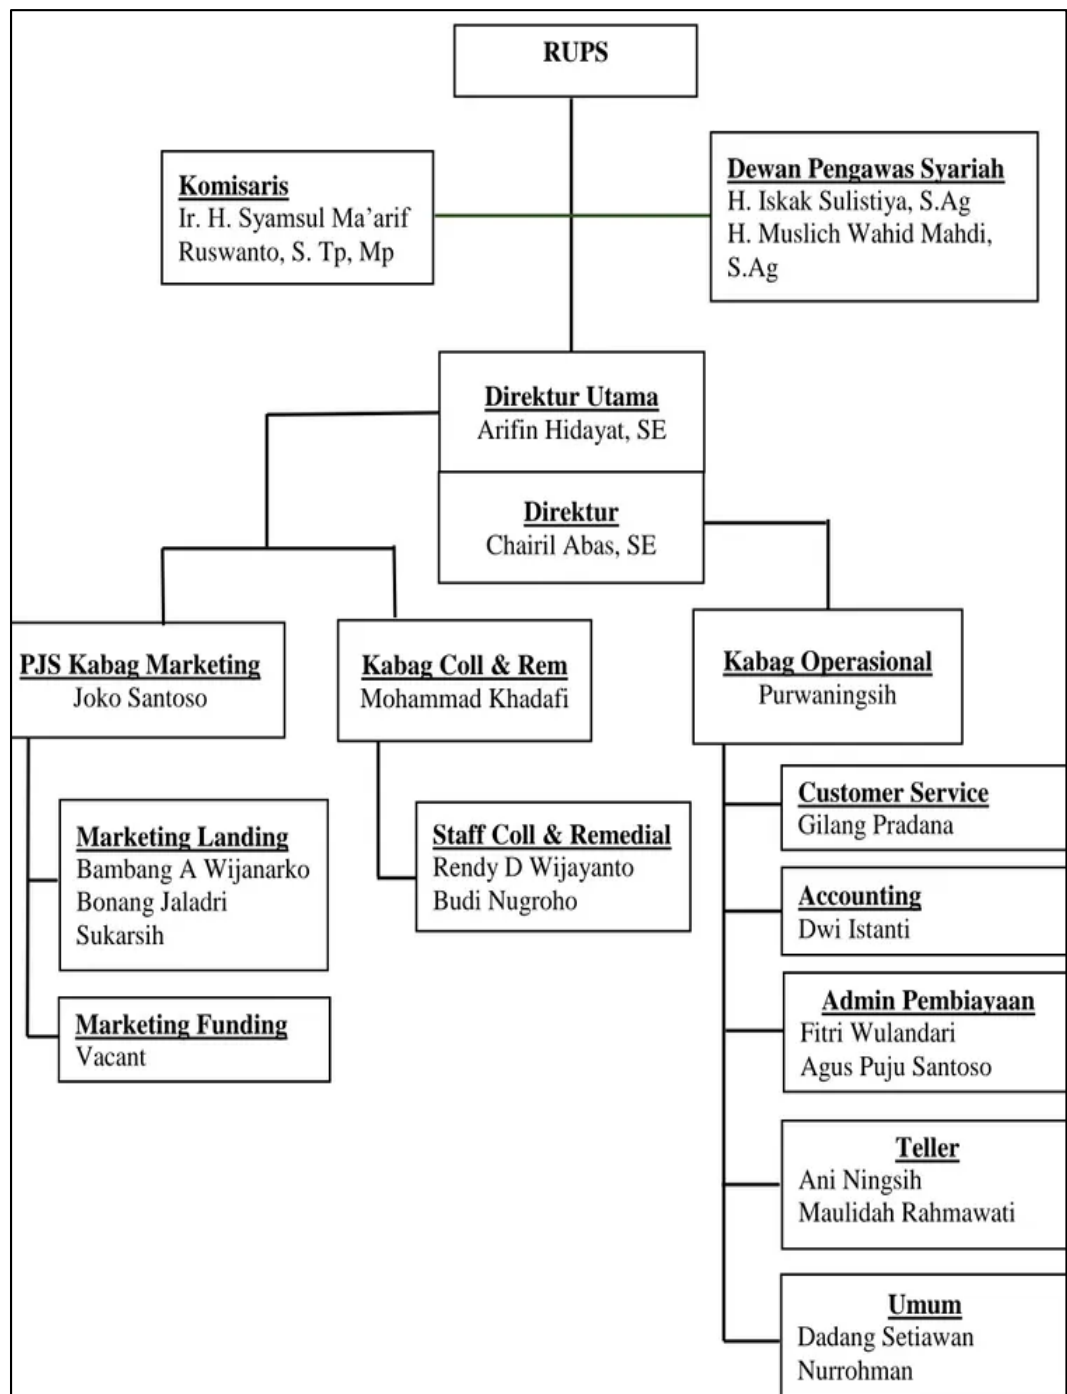 RUPS
Komisaris
Ir. H. Syamsul Ma’arif
Ruswanto, S. Tp, Mp
Dewan Pengawas Syariah
H. Iskak Sulistiya, S.Ag
H. Muslich Wahid Mahdi,
S.Ag
Direktur Utama
Arifin Hidayat, SE
Direktur
Chairil Abas, SE
PJS Kabag Marketing
Joko Santoso
Kabag Coll & Rem
Mohammad Khadafi
Kabag Operasional
Purwaningsih
Marketing Landing
Bambang A Wijanarko
Bonang Jaladri
Sukarsih
Marketing Funding
Vacant
Staff Coll & Remedial
Rendy D Wijayanto
Budi Nugroho
Customer Service
Gilang Pradana
Accounting
Dwi Istanti
Admin Pembiayaan
Fitri Wulandari
Agus Puju Santoso
Teller
Ani Ningsih
Maulidah Rahmawati
Umum
Dadang Setiawan
Nurrohman